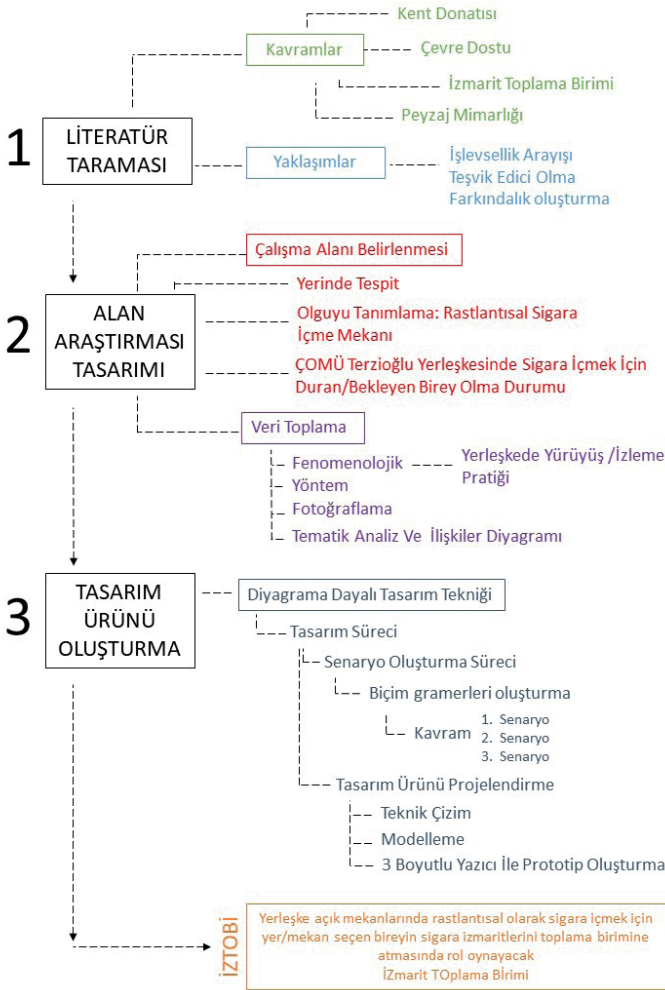 Kent Donatısı
Kavramlar
Çevre Dostu
İzmarit Toplama Birimi
Peyzaj Mimarlığı
1
LİTERATÜR
TARAMASI
Yaklaşımlar
İşlevsellik Arayışı
Teşvik Edici Olma
Farkındalık oluşturma
Çalışma Alanı Belirlenmesi
Yerinde Tespit
2
ALAN
ARAŞTIRMASI
TASARIMI
Olguyu Tanımlama: Rastlantısal Sigara
İçme Mekanı
ÇOMÜ Terzioğlu Yerleşkesinde Sigara İçmek İçin
Duran/Bekleyen Birey Olma Durumu
Veri Toplama
Fenomenolojik
Yöntem
Yerleşkede Yürüyüş /İzleme
Pratiği
Fotoğraflama
Tematik Analiz Ve İlişkiler Diyagramı
3
TASARIM
ÜRÜNÜ
OLUŞTURMA
Diyagrama Dayalı Tasarım Tekniği
Tasarım Süreci
Senaryo Oluşturma Süreci
Biçim gramerleri oluşturma
Kavram
1. Senaryo
2. Senaryo
3. Senaryo
Tasarım Ürünü Projelendirme
Teknik Çizim
Modelleme
3 Boyutlu Yazıcı İle Prototip Oluşturma
İZTOBİ
Yerleşke açık mekanlarında rastlantısal olarak sigara içmek için
yer/mekan seçen bireyin sigara izmaritlerini toplama birimine
atmasında rol oynayacak
İZmarit TOplama Bİrimi